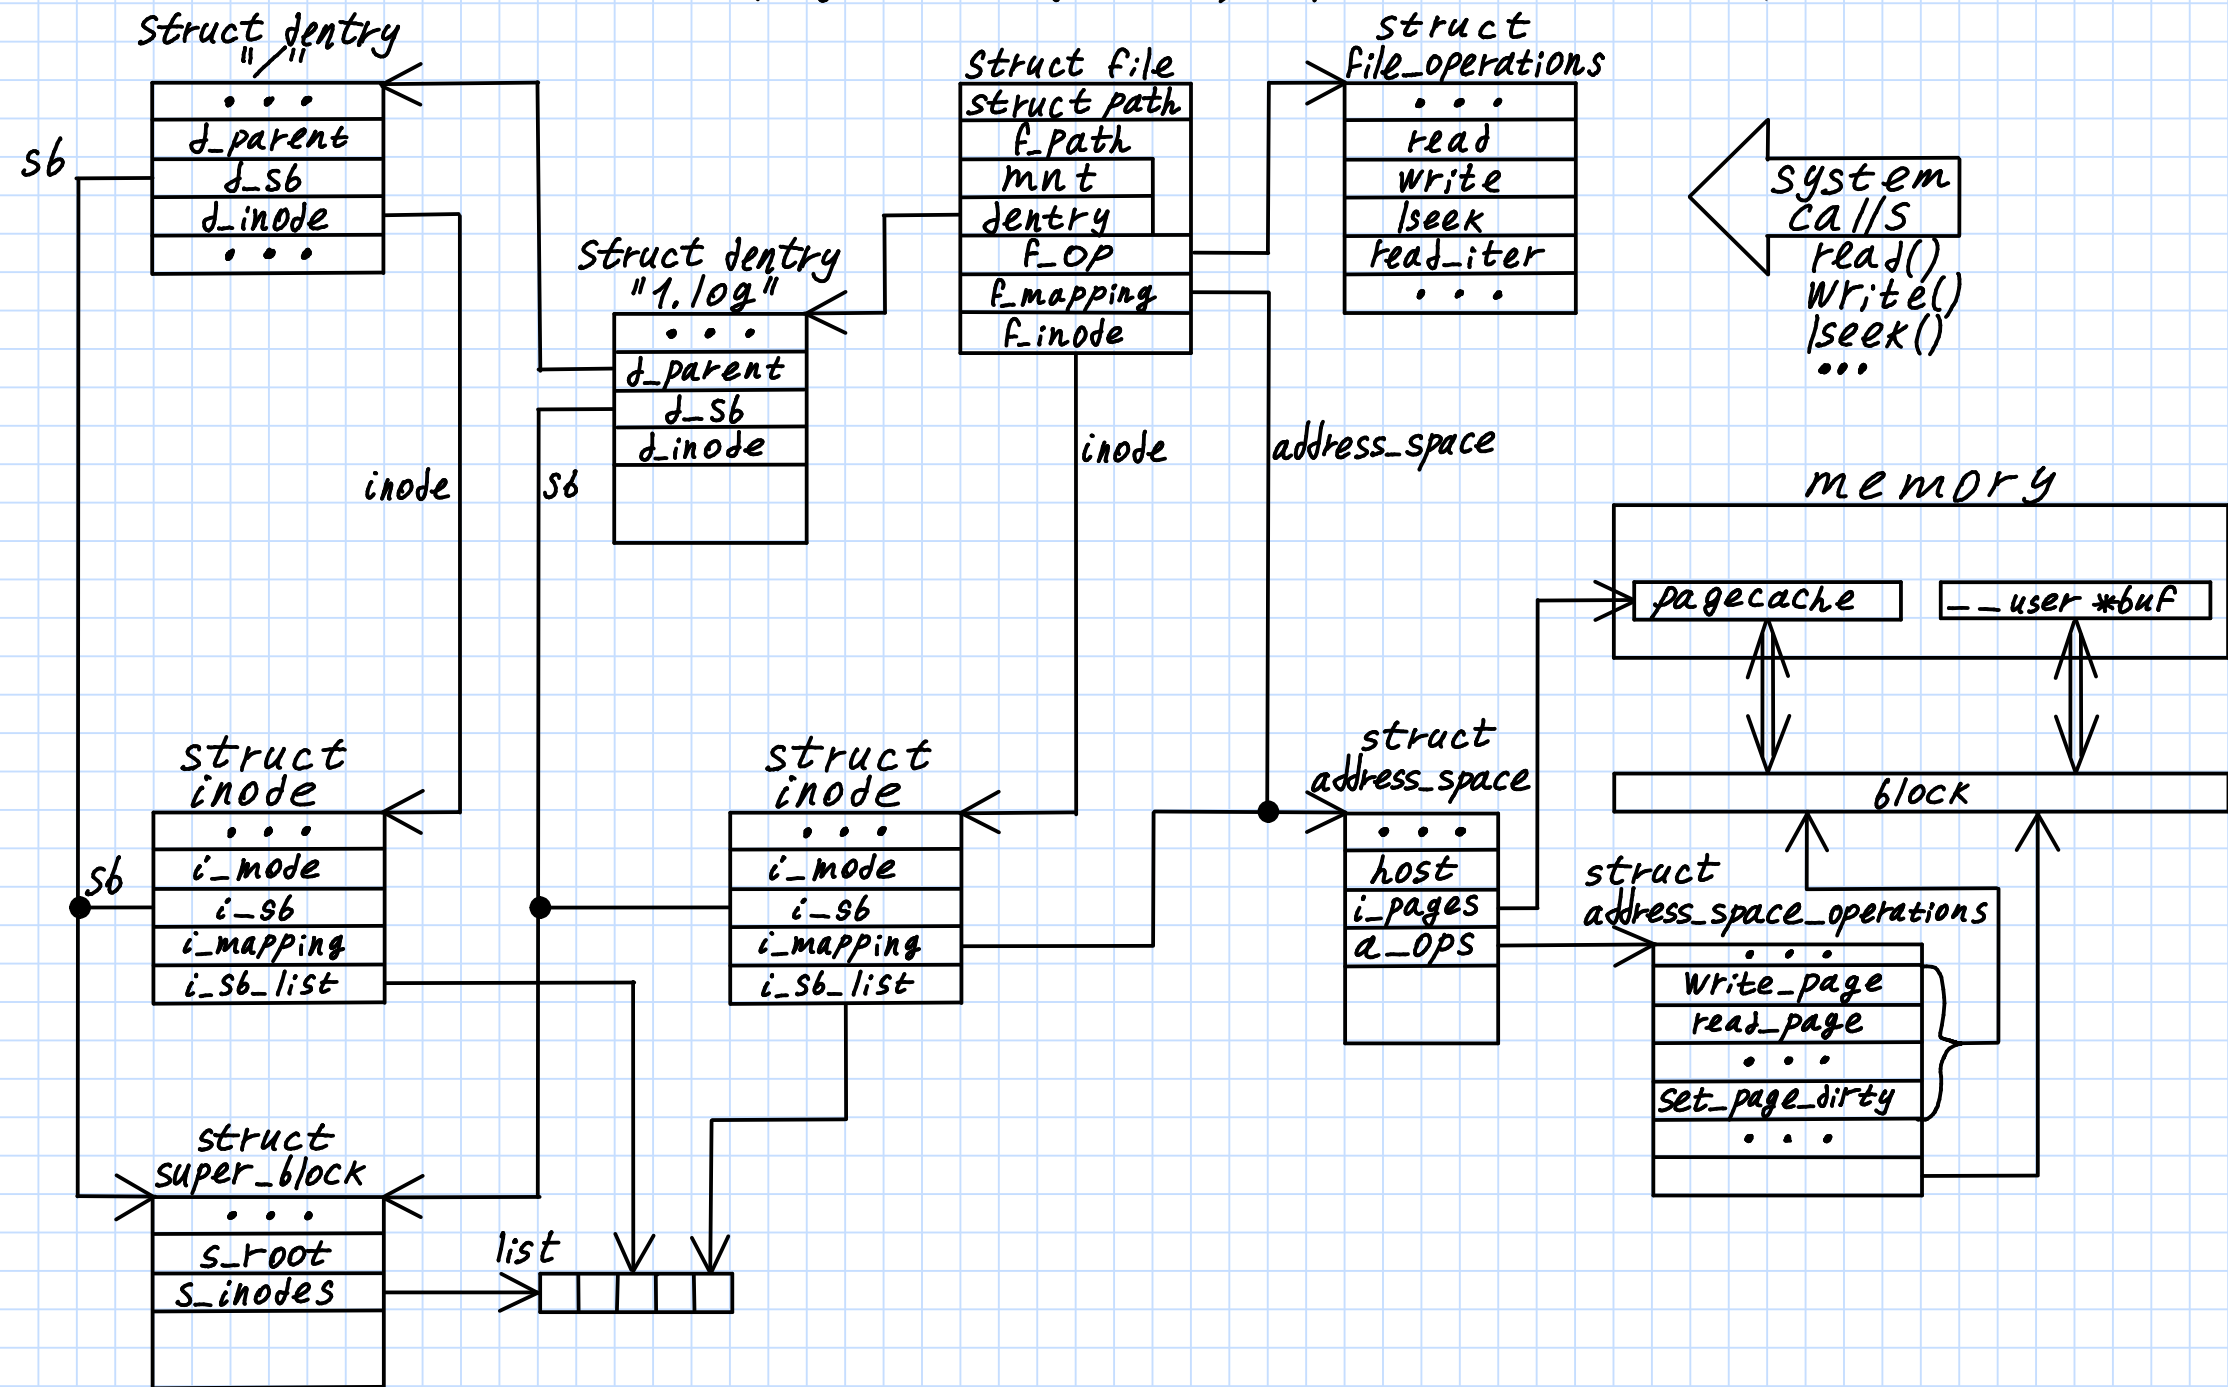 struct dentry
"/"
. . .
d_parent
d_sb
d_inode
. . .
sb
inode
struct dentry
"1.log"
. . .
d_parent
d_sb
d_inode
sb
struct file
struct path
f_path
mnt
dentry
f_op
f_mapping
f_inode
inode
address_space
struct
file_operations
. . .
read
write
lseek
read_iter
. . .
system
calls
read()
write()
lseek()
...
memory
pagecache
__user *buf
block
struct
inode
. . .
i_mode
i_sb
i_mapping
i_sb_list
sb
struct
inode
. . .
i_mode
i_sb
i_mapping
i_sb_list
struct
address_space
. . .
host
i_pages
a_ops
struct
address_space_operations
. . .
write_page
read_page
. . .
set_page_dirty
. . .
struct
super_block
. . .
s_root
s_inodes
list